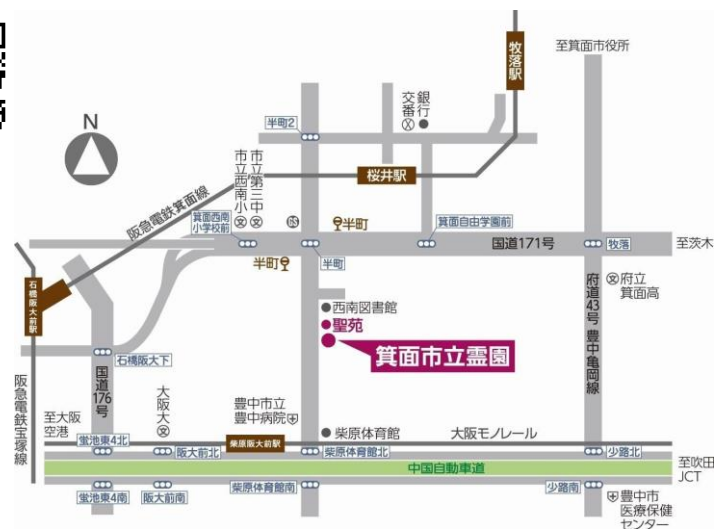 至箕面市役所
牧落駅
銀行
交番
半町2
N
市立第三中
市立西南小
桜井駅
阪急電鉄箕面線
箕面西南
小学校前
半町
箕面自由学園前
国道171号
牧落
至茨木
半町
半町
石橋阪大前駅
府立
箕面高
西南図書館
聖苑
箕面市立霊園
府道43号 豊中亀岡線
石橋阪大下
国道176号
阪急電鉄宝塚線
大阪大
豊中市立
豊中病院
至大阪
空港
蛍池東4北
阪大前北
柴原阪大前駅
柴原体育館
柴原体育館北
大阪モノレール
少路北
中国自動車道
至吹田
JCT
蛍池東4南
阪大前南
柴原体育館南
少路南
豊中市
医療保健
センター